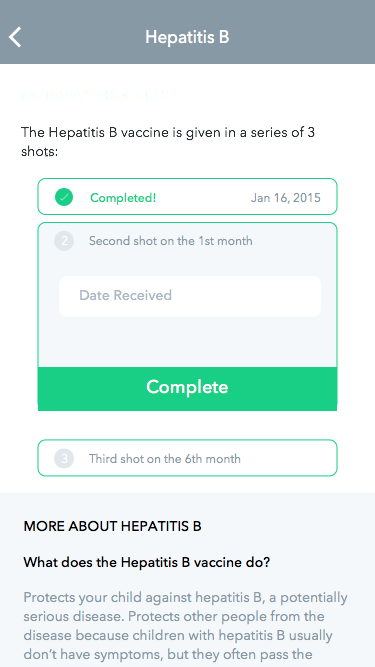 Hepatitis B
The Hepatitis B vaccine is given in a series of 3
shots:
Completed! Jan 16, 2015
2 Second shot on the 1st month
Date Received
Complete
3 Third shot on the 6th month
MORE ABOUT HEPATITIS B
What does the Hepatitis B vaccine do?
Protects your child against hepatitis B, a potentially
serious disease. Protects other people from the
disease because children with hepatitis B usually
don't have symptoms, but they often pass the